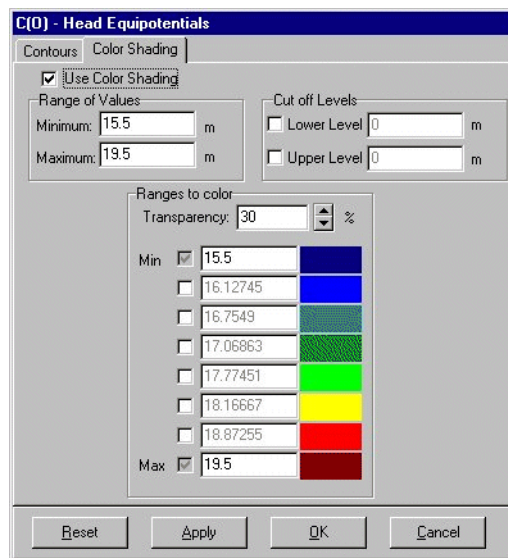 C(O) - Head Equipotentials
Contours Color Shading
Use Color Shading
Range of Values
Minimum: 15.5 m
Maximum: 19.5 m
Cut off Levels
Lower Level 0 m
Upper Level 0 m
Ranges to color
Transparency: 30 %
Min 15.5
16.12745
16.7549
17.06863
17.77451
18.16667
18.87255
Max 19.5
Reset Apply OK Cancel